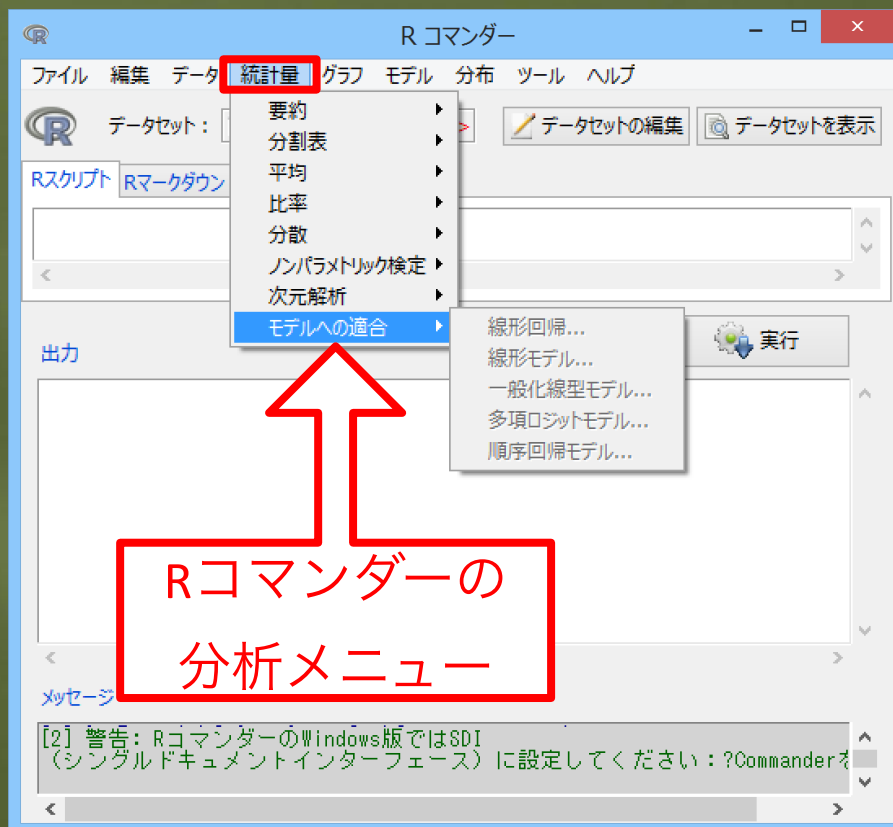 R コマンダー
ファイル 編集 データ 統計量 グラフ モデル 分布 ツール ヘルプ
R データセット： > データセットの編集 データセットを表示
Rスクリプト Rマークダウン
要約
分割表
平均
比率
分散
ノンパラメトリック検定
次元解析
モデルへの適合
線形回帰...
線形モデル...
一般化線型モデル...
多項ロジットモデル...
順序回帰モデル...
実行
出力
Rコマンダーの
分析メニュー
メッセージ
[2] 警告: RコマンダーのWindows版ではSDI
（シングルドキュメントインターフェース）に設定してください：?Commanderを